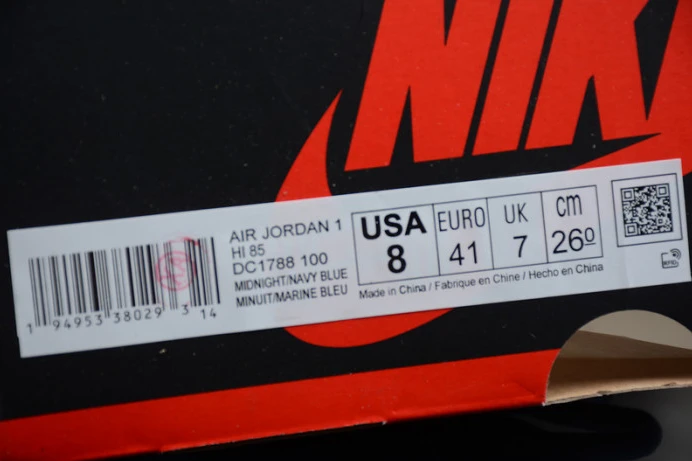 NIK
AIR JORDAN 1
HI 85
DC1788 100
MIDNIGHT/NAVY BLUE
MINUIT/MARINE BLEU
1 94953 38029 3 14
USA
8
EURO
41
UK
7
cm
26º
Made in China / Fabrique en Chine / Hecho en China
RFID